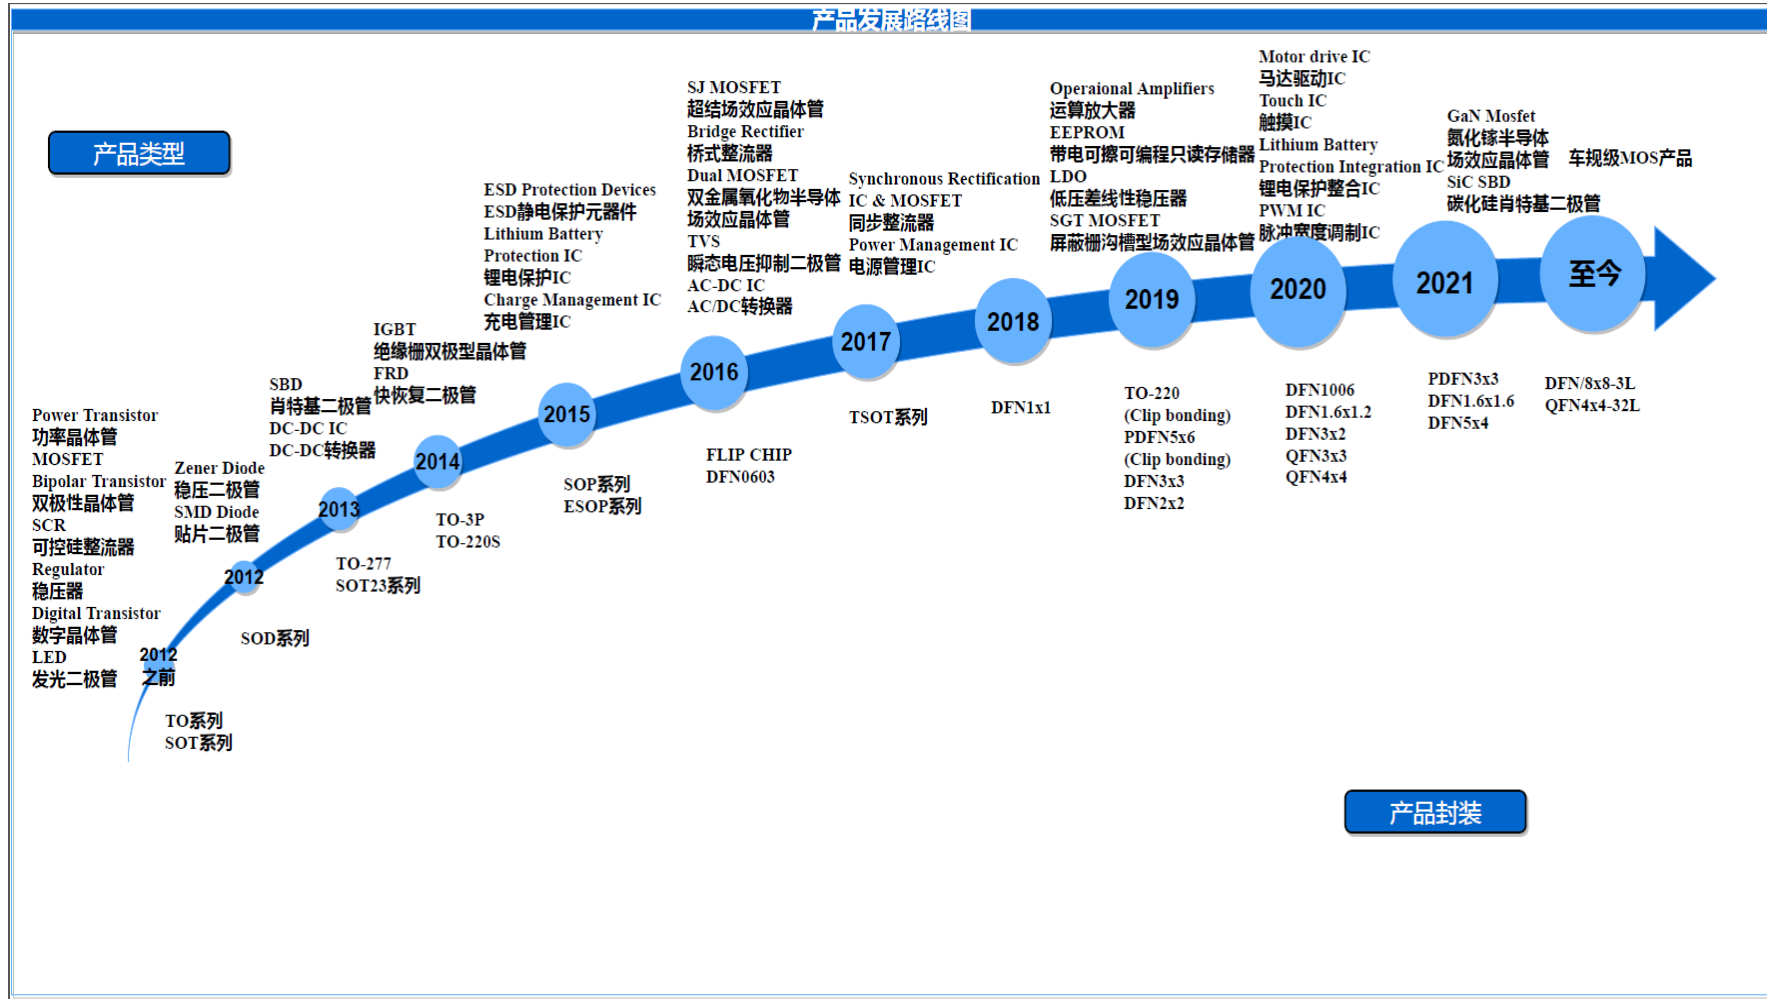 产品发展路线图
产品类型
Power Transistor
功率晶体管
MOSFET
Bipolar Transistor
双极性晶体管
SCR
可控硅整流器
Regulator
稳压器
Digital Transistor
数字晶体管
LED
发光二极管
Zener Diode
稳压二极管
SMD Diode
贴片二极管
SBD
肖特基二极管
DC-DC IC
DC-DC转换器
IGBT
绝缘栅双极型晶体管
FRD
快恢复二极管
ESD Protection Devices
ESD静电保护元器件
Lithium Battery
Protection IC
锂电保护IC
Charge Management IC
充电管理IC
SJ MOSFET
超结场效应晶体管
Bridge Rectifier
桥式整流器
Dual MOSFET
双金属氧化物半导体
场效应晶体管
TVS
瞬态电压抑制二极管
AC-DC IC
AC/DC转换器
Synchronous Rectification
IC & MOSFET
同步整流器
Power Management IC
电源管理IC
Operaional Amplifiers
运算放大器
EEPROM
带电可擦可编程只读存储器
LDO
低压差线性稳压器
SGT MOSFET
屏蔽栅沟槽型场效应晶体管
Motor drive IC
马达驱动IC
Touch IC
触摸IC
Lithium Battery
Protection Integration IC
锂电保护整合IC
PWM IC
脉冲宽度调制IC
GaN Mosfet
氮化镓半导体
场效应晶体管
SiC SBD
碳化硅肖特基二极管
车规级MOS产品
2012
之前
2012
2013
2014
2015
2016
2017
2018
2019
2020
2021
至今
TO系列
SOT系列
SOD系列
TO-277
SOT23系列
TO-3P
TO-220S
SOP系列
ESOP系列
FLIP CHIP
DFN0603
TSOT系列
DFN1x1
TO-220
(Clip bonding)
PDFN5x6
(Clip bonding)
DFN3x3
DFN2x2
DFN1006
DFN1.6x1.2
DFN3x2
QFN3x3
QFN4x4
PDFN3x3
DFN1.6x1.6
DFN5x4
DFN/8x8-3L
QFN4x4-32L
产品封装